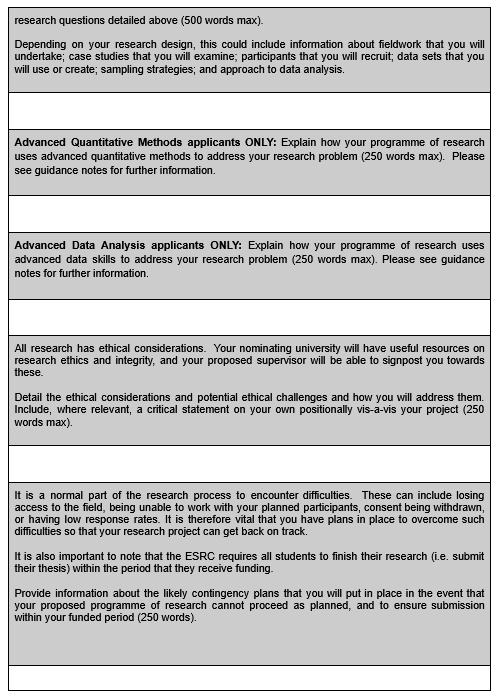 research questions detailed above (500 words max).
Depending on your research design, this could include information about fieldwork that you will
undertake; case studies that you will examine; participants that you will recruit; data sets that you
will use or create; sampling strategies; and approach to data analysis.
Advanced Quantitative Methods applicants ONLY: Explain how your programme of research
uses advanced quantitative methods to address your research problem (250 words max). Please
see guidance notes for further information.
Advanced Data Analysis applicants ONLY: Explain how your programme of research uses
advanced data skills to address your research problem (250 words max). Please see guidance
notes for further information.
All research has ethical considerations. Your nominating university will have useful resources on
research ethics and integrity, and your proposed supervisor will be able to signpost you towards
these.
Detail the ethical considerations and potential ethical challenges and how you will address them.
Include, where relevant, a critical statement on your own positionally vis-a-vis your project (250
words max).
It is a normal part of the research process to encounter difficulties. These can include losing
access to the field, being unable to work with your planned participants, consent being withdrawn,
or having low response rates. It is therefore vital that you have plans in place to overcome such
difficulties so that your research project can get back on track.
It is also important to note that the ESRC requires all students to finish their research (i.e. submit
their thesis) within the period that they receive funding.
Provide information about the likely contingency plans that you will put in place in the event that
your proposed programme of research cannot proceed as planned, and to ensure submission
within your funded period (250 words).